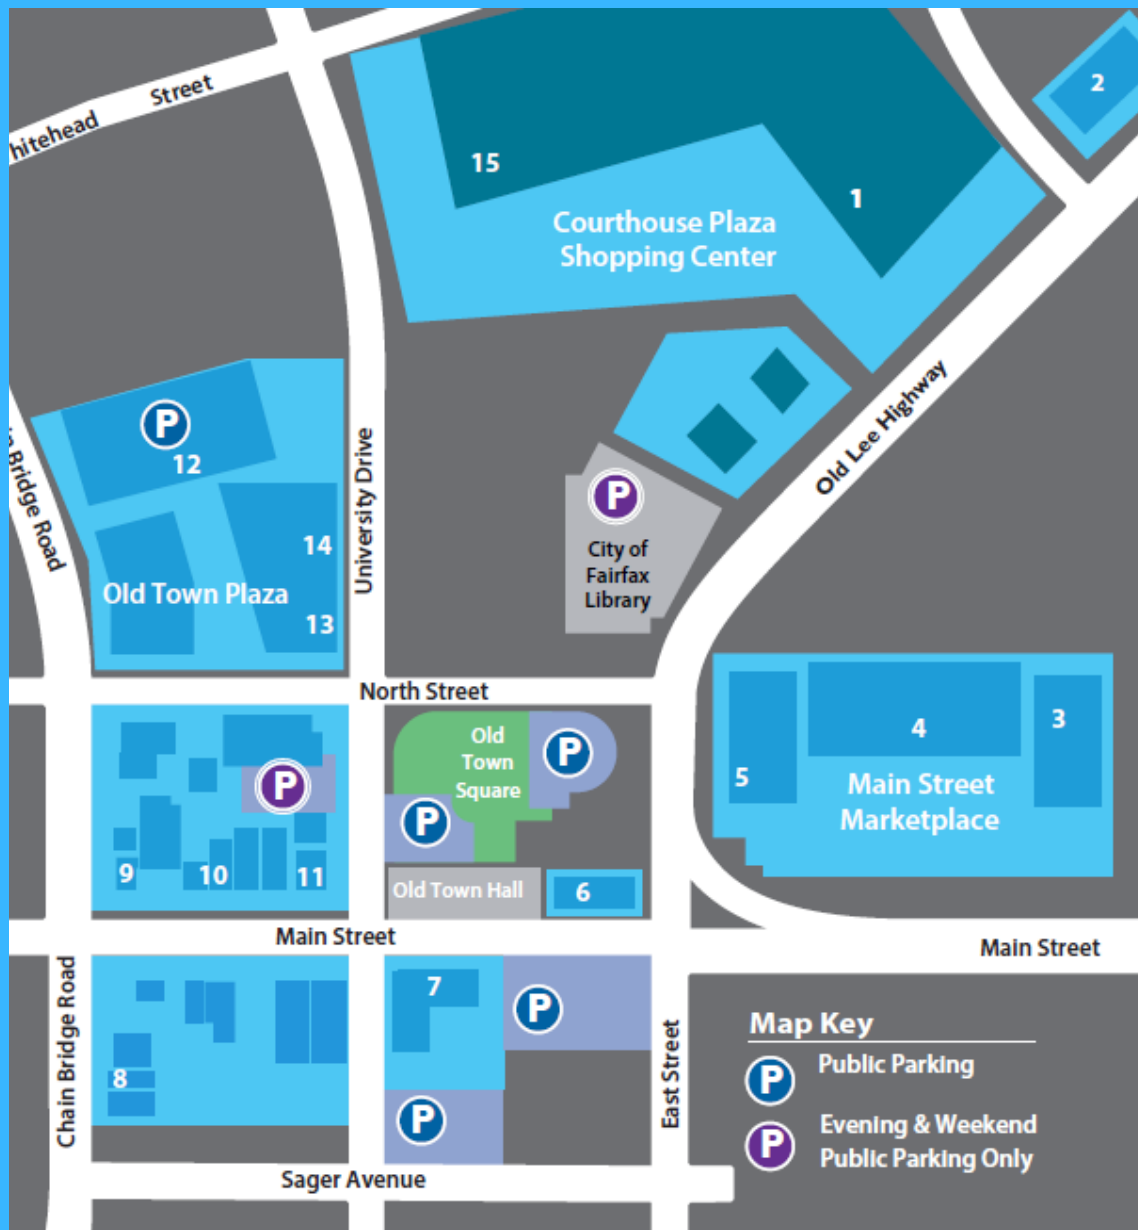 hitehead Street
2
15
1
Courthouse Plaza
Shopping Center
P
12
in Bridge Road
University Drive
Old Lee Highway
14
Old Town Plaza
13
P
City of
Fairfax
Library
North Street
Old
Town
Square
P
P
P
3
4
5
Main Street
Marketplace
9
10
11
Old Town Hall
6
Main Street
Main Street
Chain Bridge Road
7
P
8
P
East Street
Sager Avenue
Map Key
P
Public Parking
P
Evening & Weekend
Public Parking Only